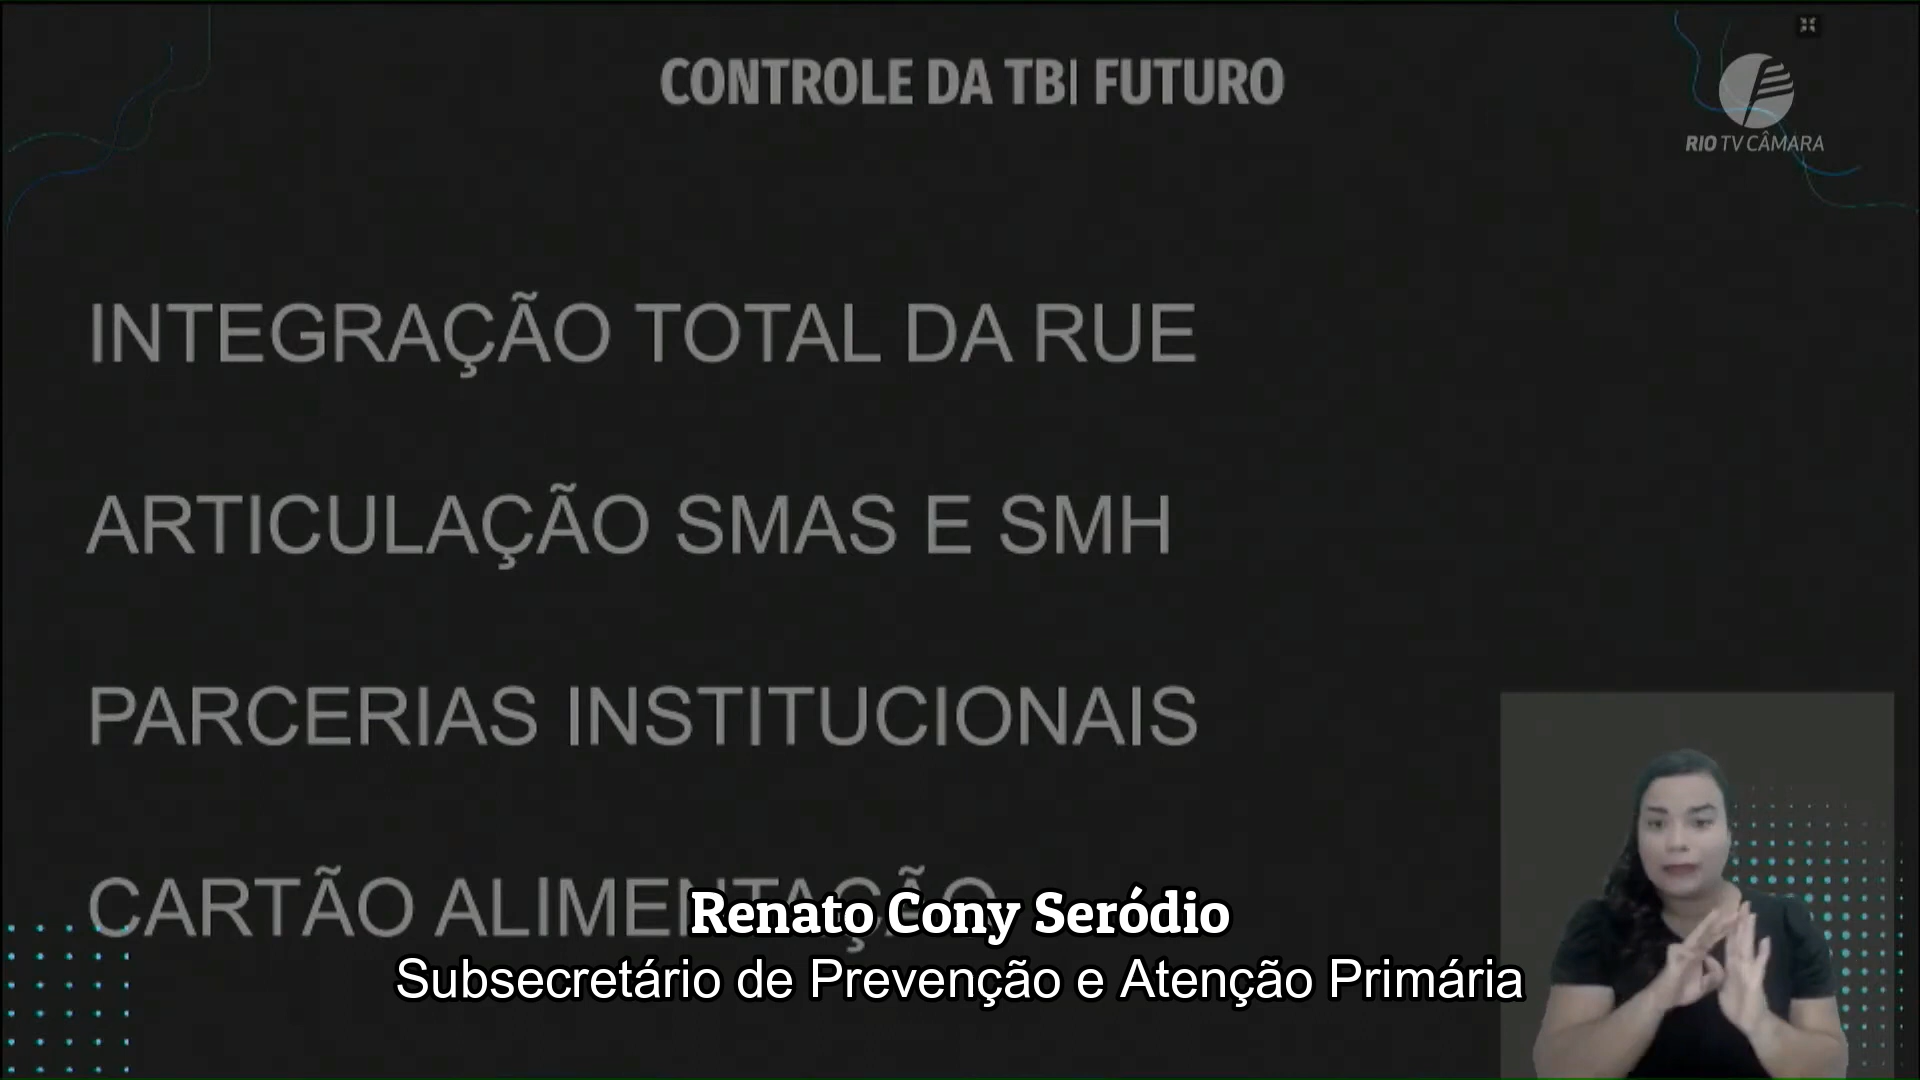 CONTROLE DA TB| FUTURO
RIO TV CÂMARA
INTEGRAÇÃO TOTAL DA RUE
ARTICULAÇÃO SMAS E SMH
PARCERIAS INSTITUCIONAIS
CARTÃO ALIMENTAÇÃO
Renato Cony Seródio
Subsecretário de Prevenção e Atenção Primária